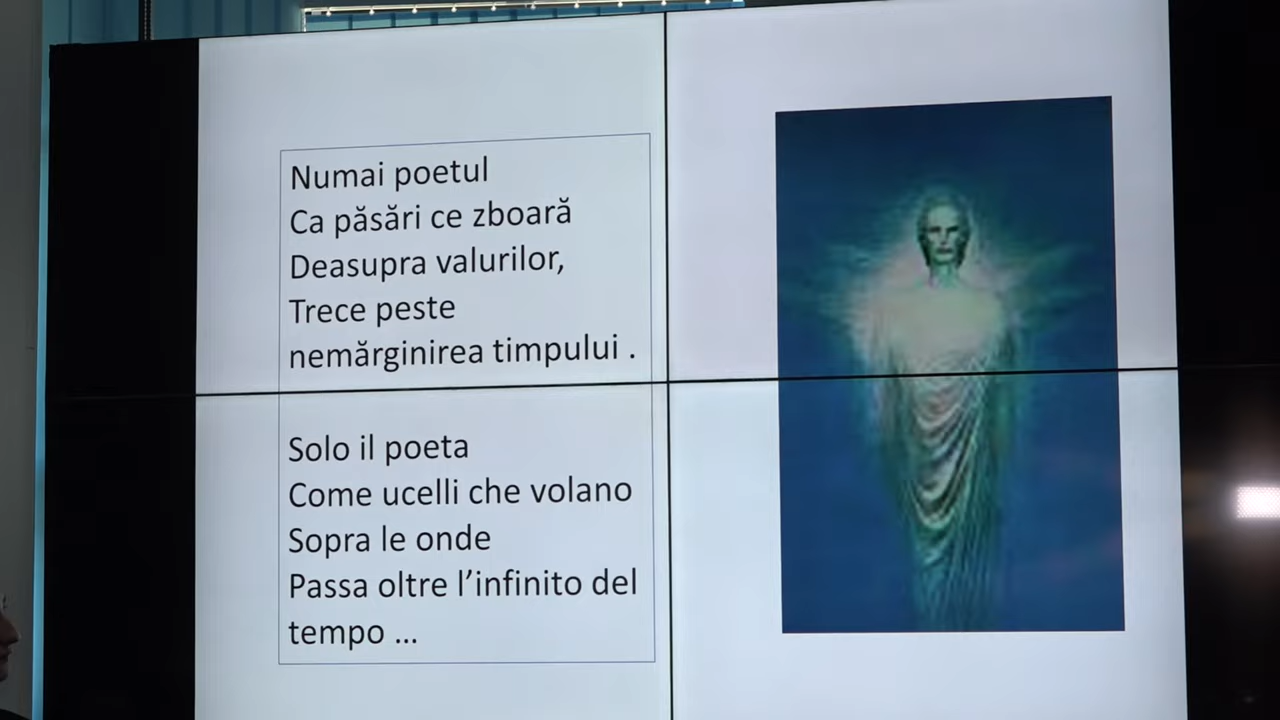 Numai poetul
Ca păsări ce zboară
Deasupra valurilor,
Trece peste
nemărginirea timpului .
Solo il poeta
Come ucelli che volano
Sopra le onde
Passa oltre l'infinito del
tempo ...